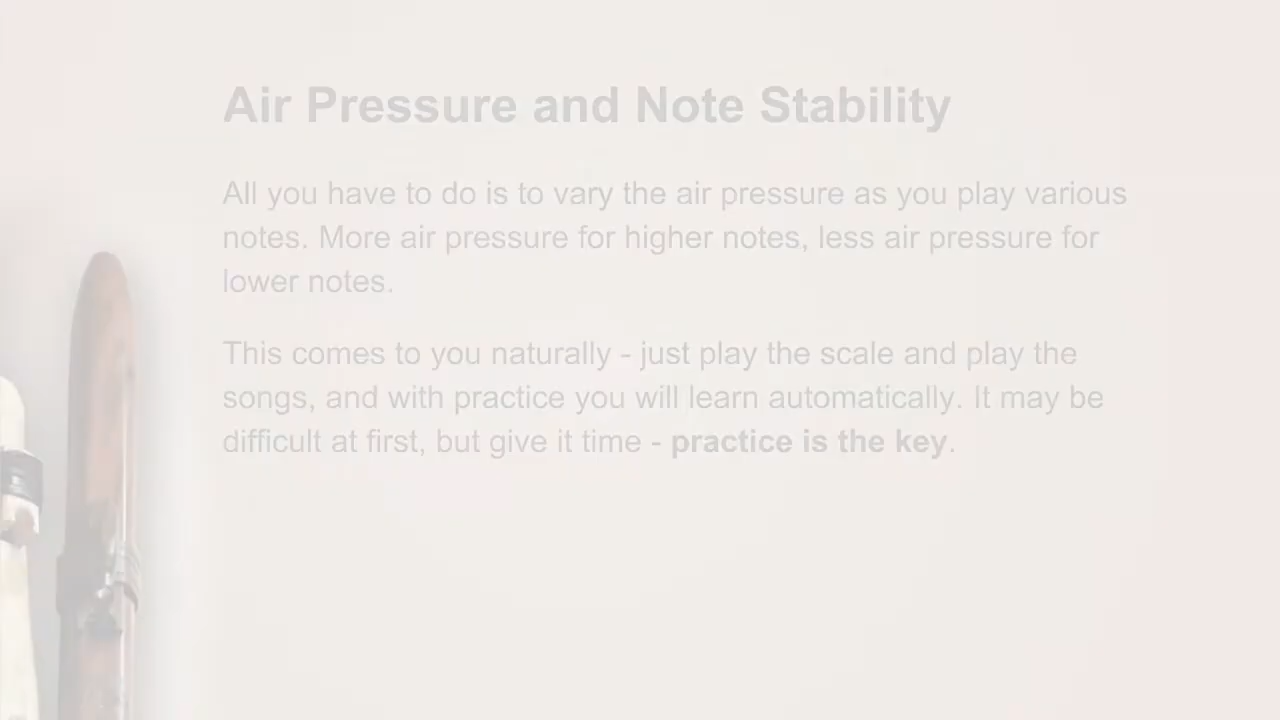 Air Pressure and Note Stability
All you have to do is to vary the air pressure as you play various
notes. More air pressure for higher notes, less air pressure for
lower notes.
This comes to you naturally - just play the scale and play the
songs, and with practice you will learn automatically. It may be
difficult at first, but give it time - practice is the key.